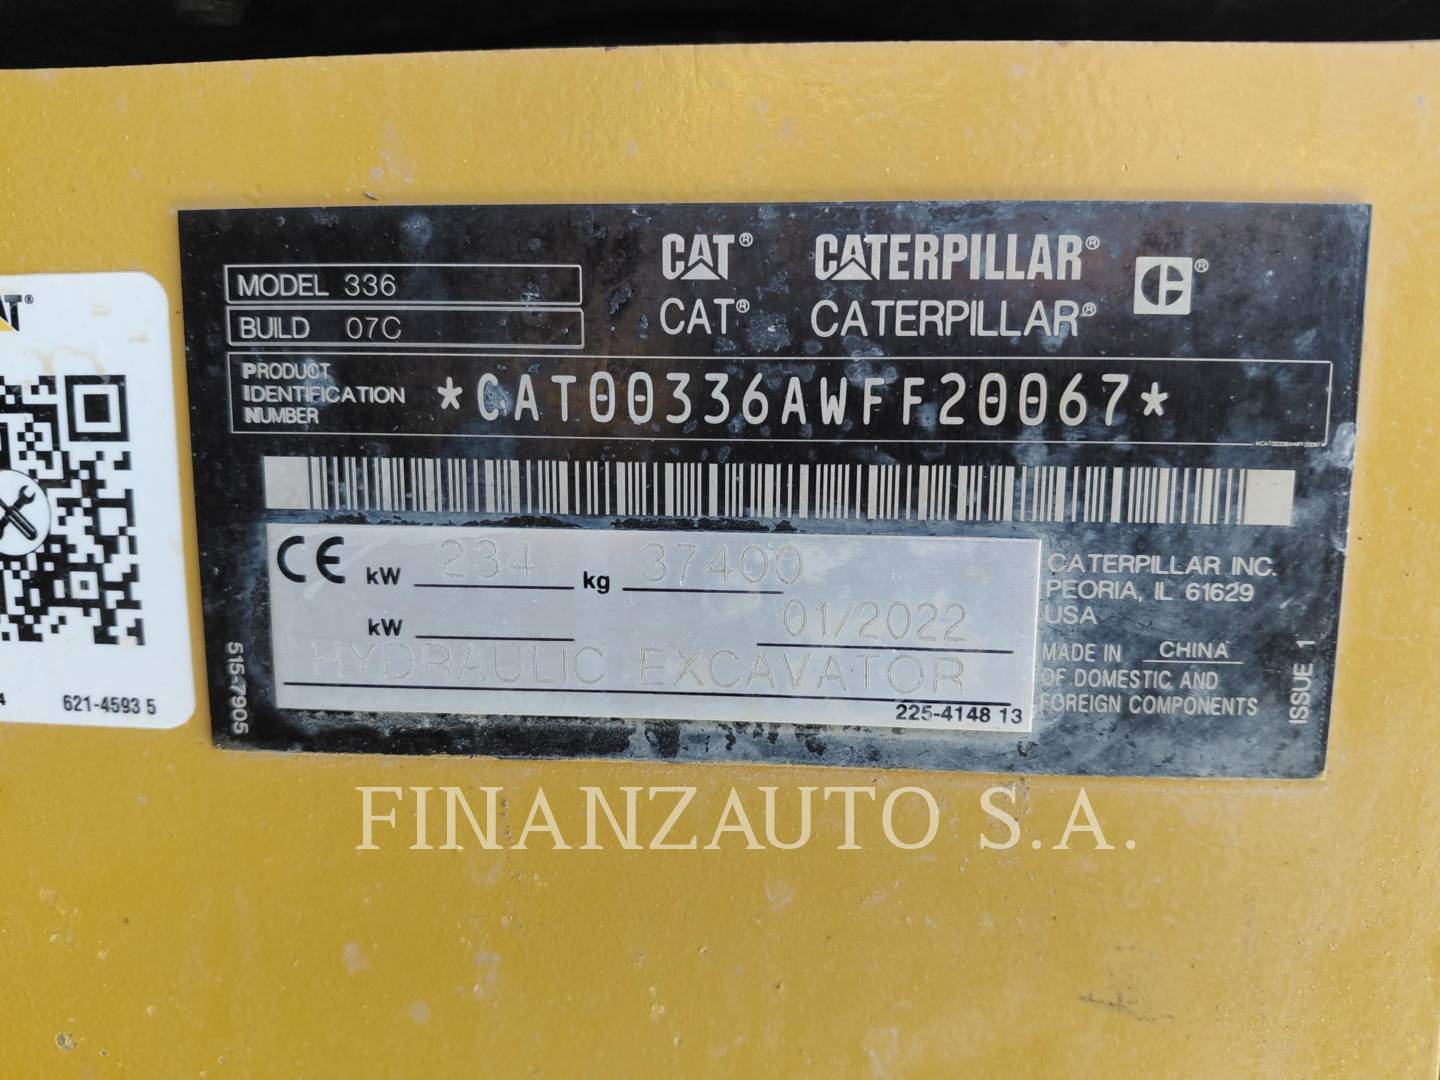 CAT® CATERPILLAR® C®
CAT® CATERPILLAR®
MODEL 336
BUILD 07C
PRODUCT
IDENTIFICATION
NUMBER
*CAT00336AWFF20067*
CE kW 234 kg 37400
kW 01/2022
HYDRAULIC EXCAVATOR
225-4148 13
CATERPILLAR INC.
PEORIA, IL 61629
USA
MADE IN CHINA
OF DOMESTIC AND
FOREIGN COMPONENTS
ISSUE 1
515-7905
AT®
4 621-4593 5
FINANZAUTO S.A.